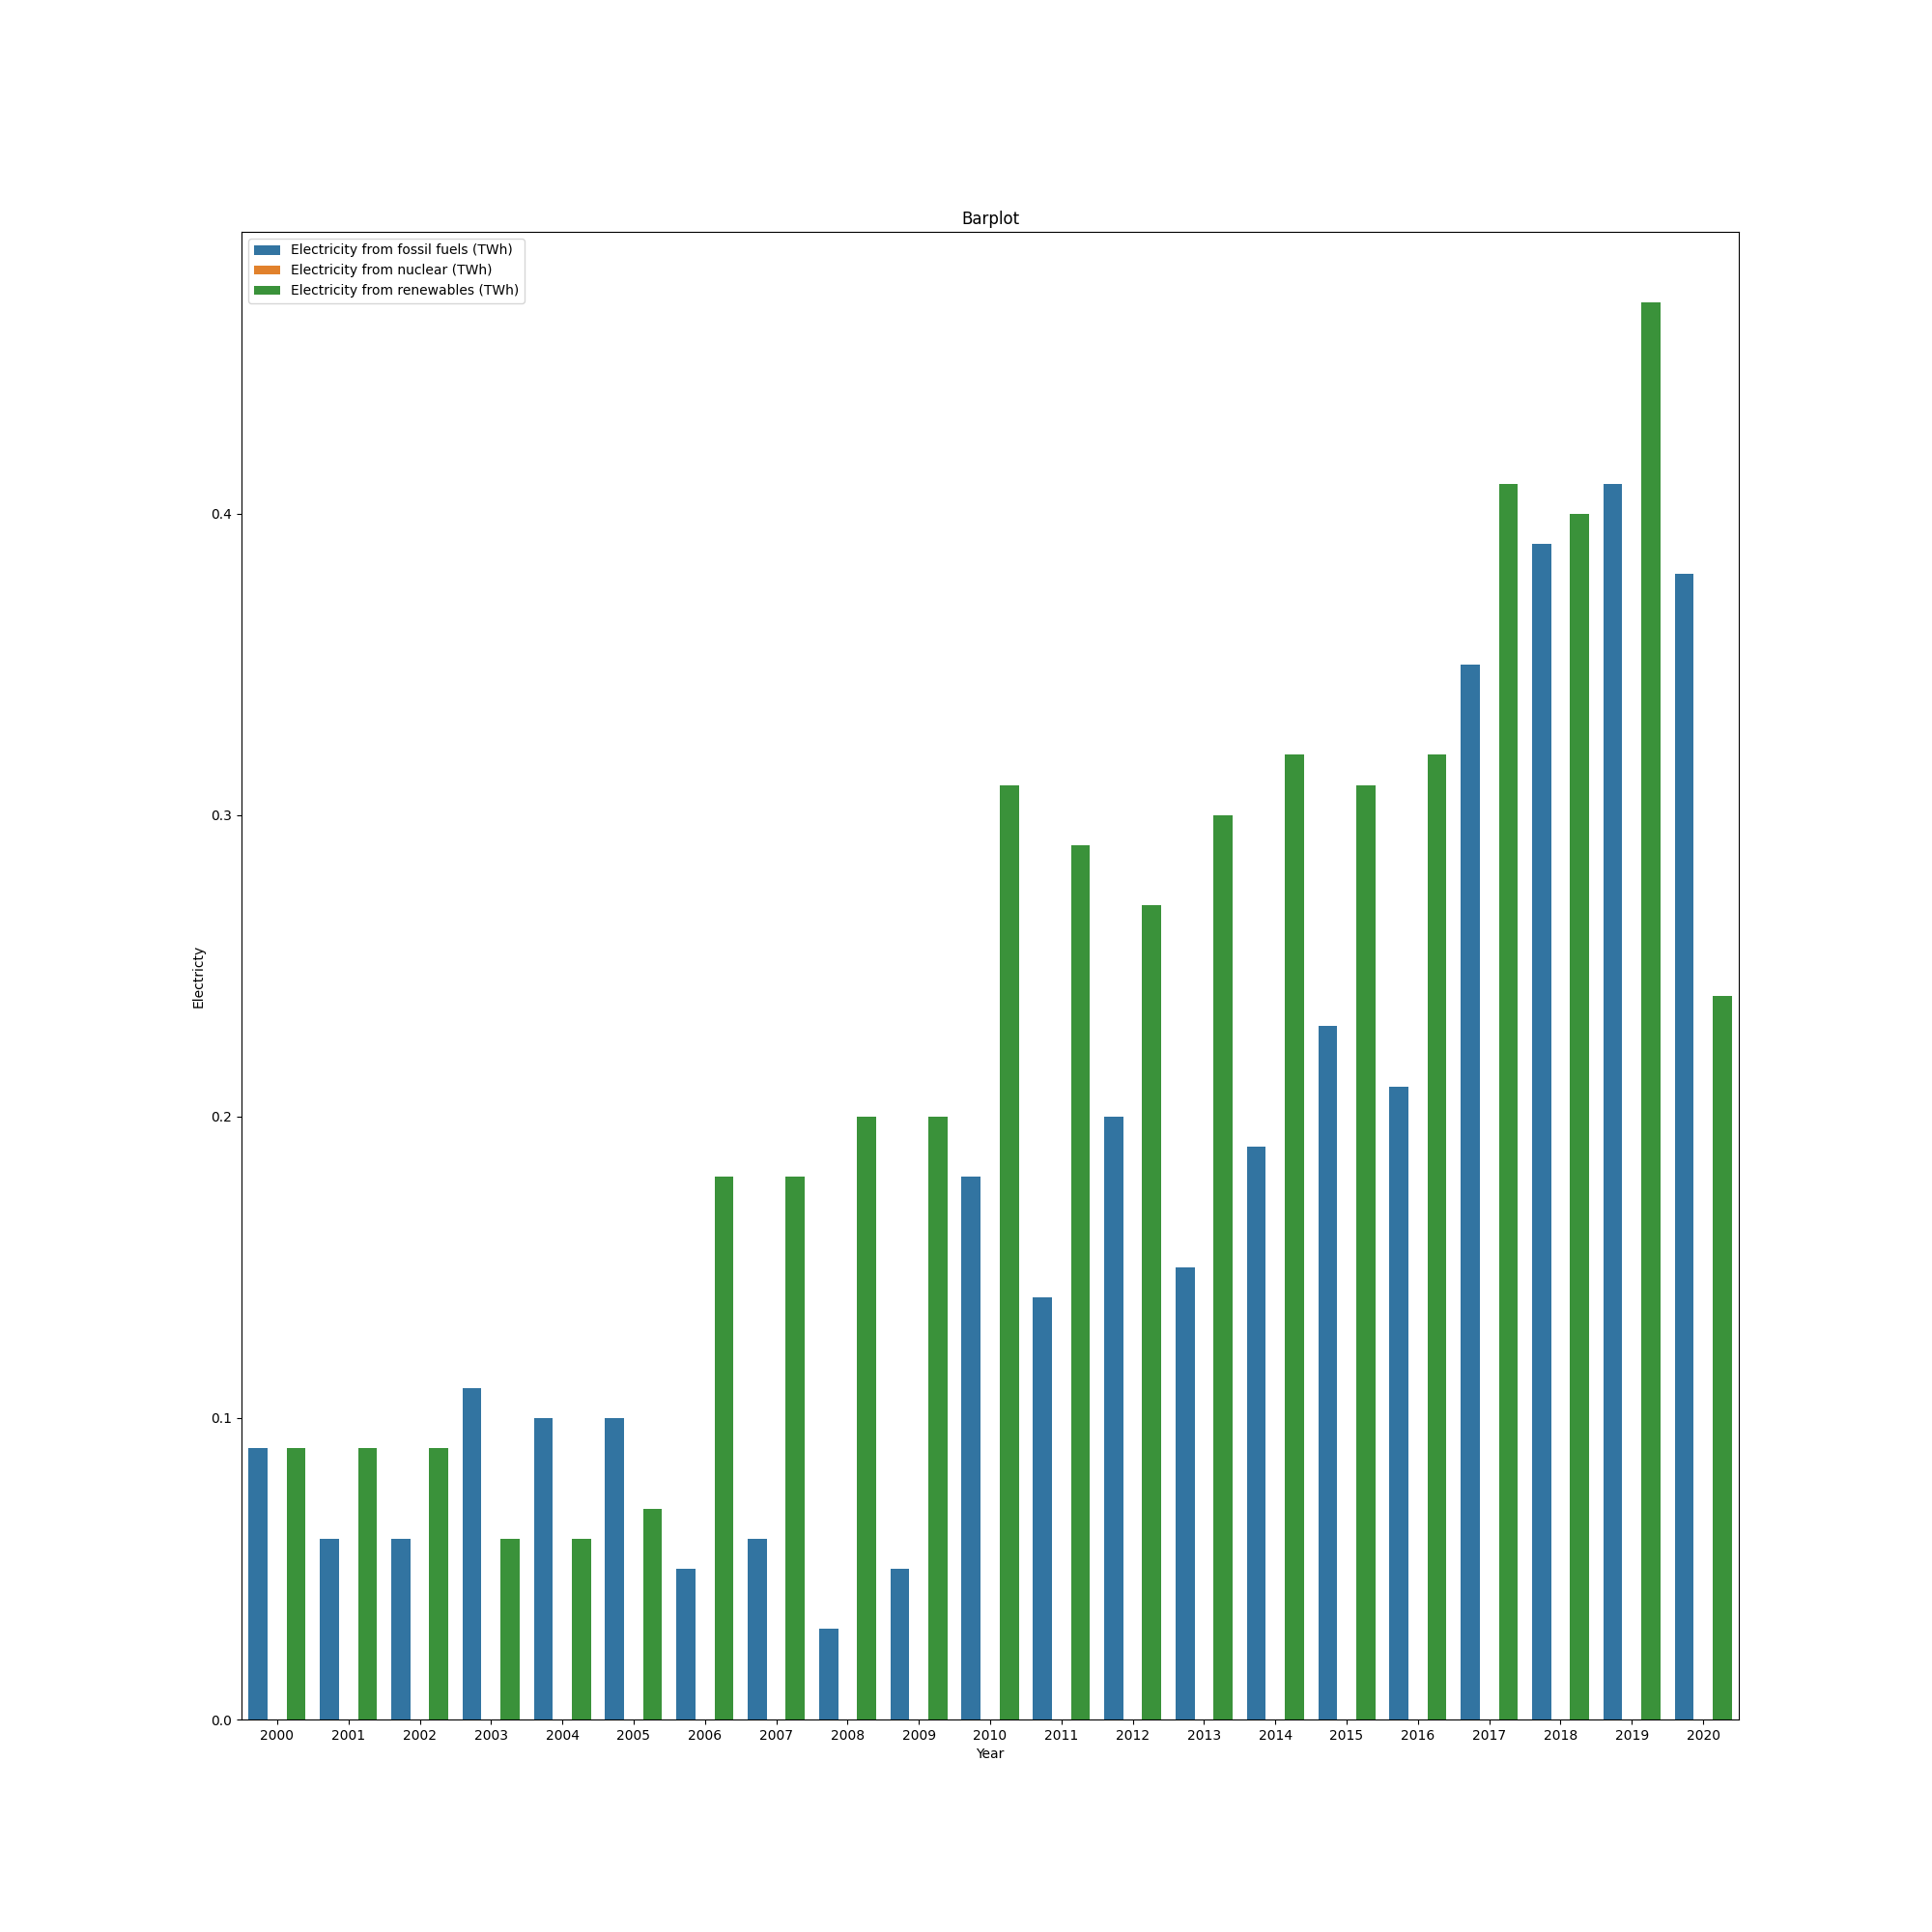 Barplot
Electricity from fossil fuels (TWh)
Electricity from nuclear (TWh)
Electricity from renewables (TWh)
0.4
0.3
Electricty
0.2
0.1
0.0
2000 2001 2002 2003 2004 2005 2006 2007 2008 2009 2010 2011 2012 2013 2014 2015 2016 2017 2018 2019 2020
Year